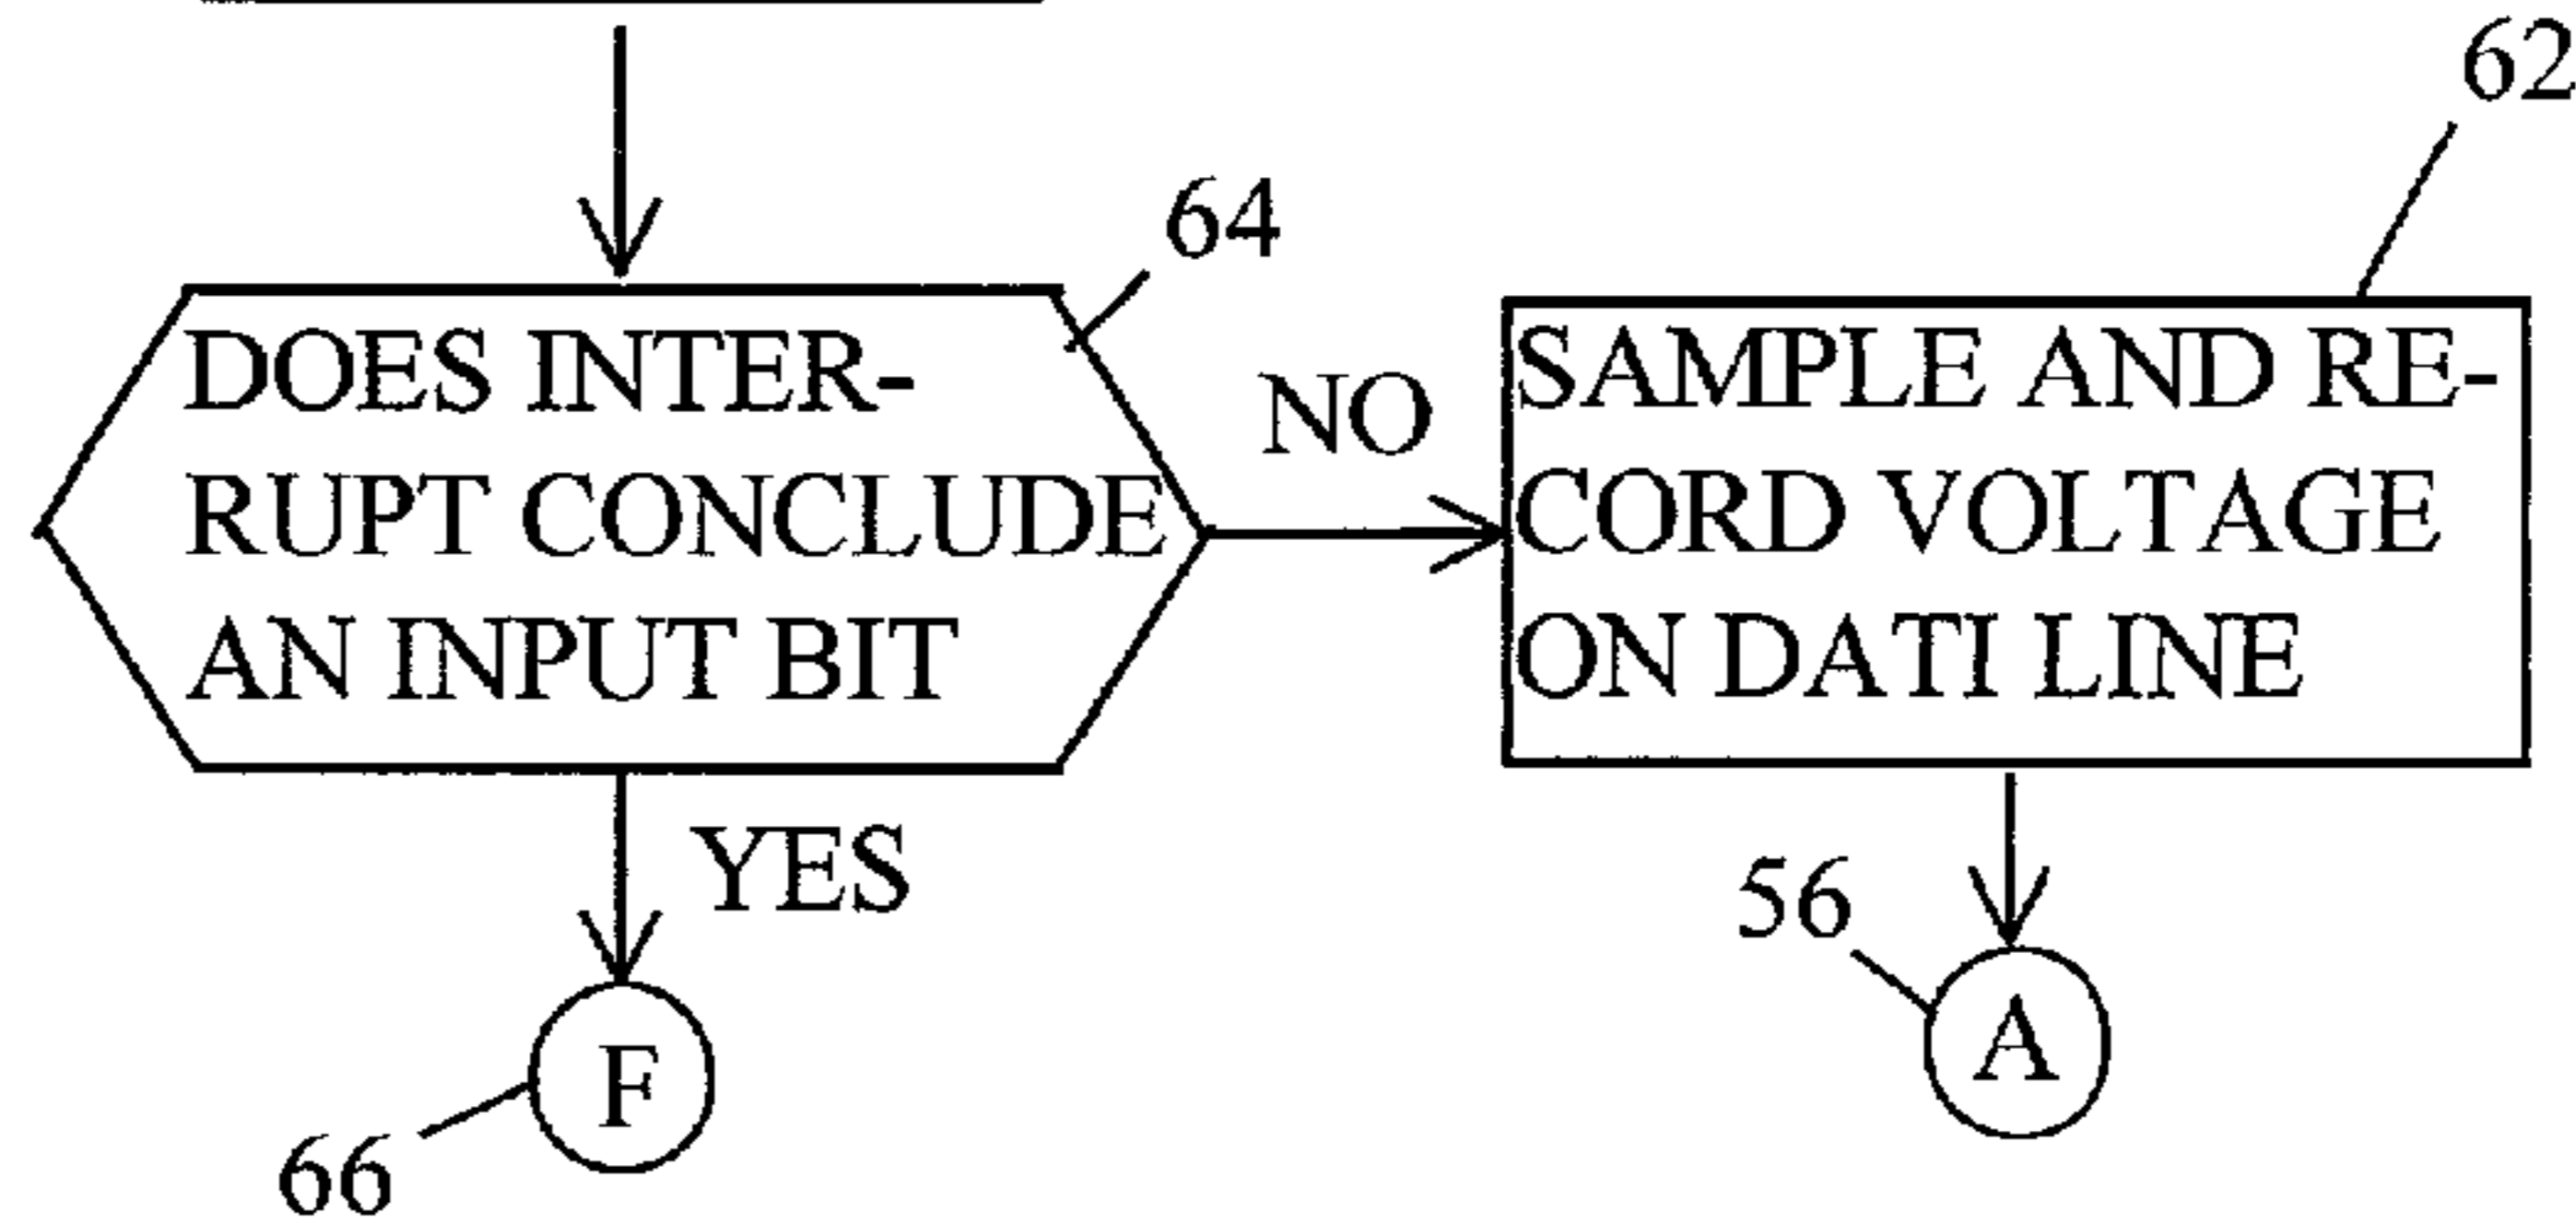 62
64
DOES INTER-
RUPT CONCLUDE
AN INPUT BIT
NO
SAMPLE AND RE-
CORD VOLTAGE
ON DATI LINE
YES
56
F
A
66